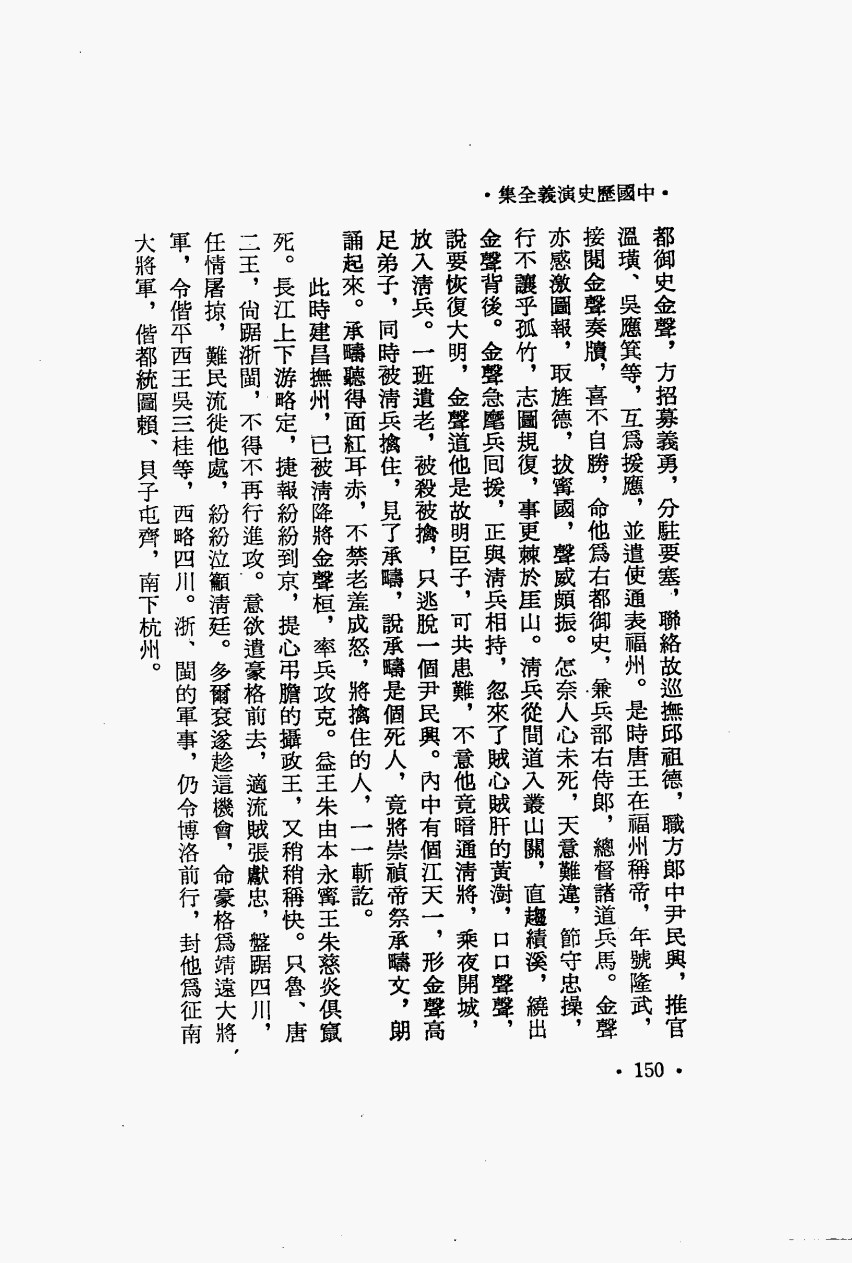 •中國歷史演義全集•
都御史金聲，方招募義勇，分駐要塞，聯絡故巡撫邱祖德，職方郎中尹民興，推官
溫璜、吳應箕等，互爲援應，並遣使通表福州。是時唐王在福州稱帝，年號隆武，
接閱金聲奏牘，喜不自勝，命他爲右都御史，兼兵部右侍郎，總督諸道兵馬。金聲
亦感激圖報，取旌德，拔寧國，聲威頗振。怎奈人心未死，天意難違，節守忠操，
行不讓乎孤竹，志圖規復，事更棘於厓山。清兵從間道入叢山關，直趨績溪，繞出
金聲背後。金聲急麾兵回援，正與清兵相持，忽來了賊心賊肝的黃澍，口口聲聲，
說要恢復大明，金聲道他是故明臣子，可共患難，不意他竟暗通清將，乘夜開城，
放入清兵。一班遺老，被殺被擒，只逃脫一個尹民興。內中有個江天一，形金聲高
足弟子，同時被清兵擒住，見了承疇，說承疇是個死人，竟將崇禎帝祭承疇文，朗
誦起來。承疇聽得面紅耳赤，不禁老羞成怒，將擒住的人，一一斬訖。
此時建昌撫州，已被清降將金聲桓，率兵攻克。益王朱由本永寧王朱慈炎俱竄
死。長江上下游略定，捷報紛紛到京，提心弔膽的攝政王，又稍稍稱快。只魯、唐
二王，尙踞浙閩，不得不再行進攻。意欲遣豪格前去，適流賊張獻忠，盤踞四川，
任情屠掠，難民流徙他處，紛紛泣籲清廷。多爾袞遂趁這機會，命豪格爲靖遠大將
軍，令偕平西王吳三桂等，西略四川。浙、閩的軍事，仍令博洛前行，封他爲征南
大將軍，偕都統圖賴、貝子屯齊，南下杭州。
•150•